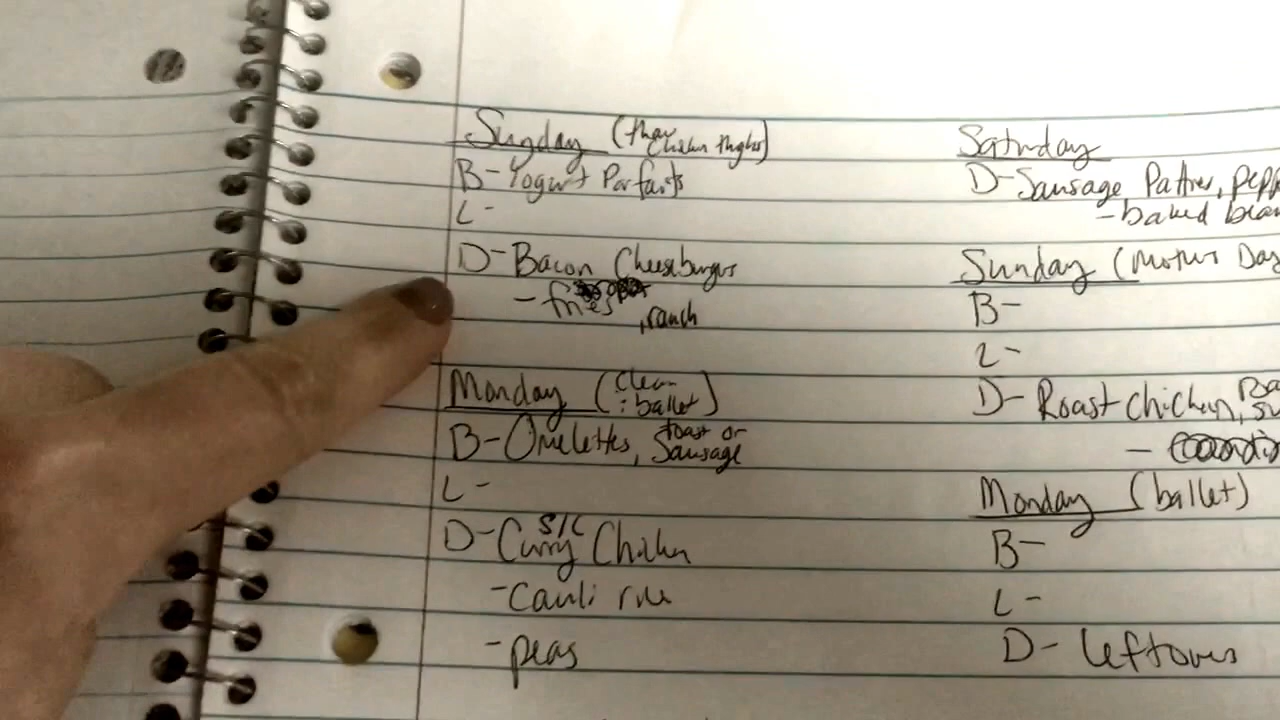 Sunday (thaw chicken thighs)
B- Yogurt Parfaits
L-
D- Bacon Cheeseburgers
- fries
, ranch
Monday (clean : ballet)
B- Omelettes, toast or sausage
L-
D- S/C Curry Chicken
- Cauli rice
- peas
Saturday
D- Sausage Patties,
- baked
Sunday (Mothers Day
B-
L-
D- Roast chicken,
Monday (ballet)
B-
L-
D- leftovers